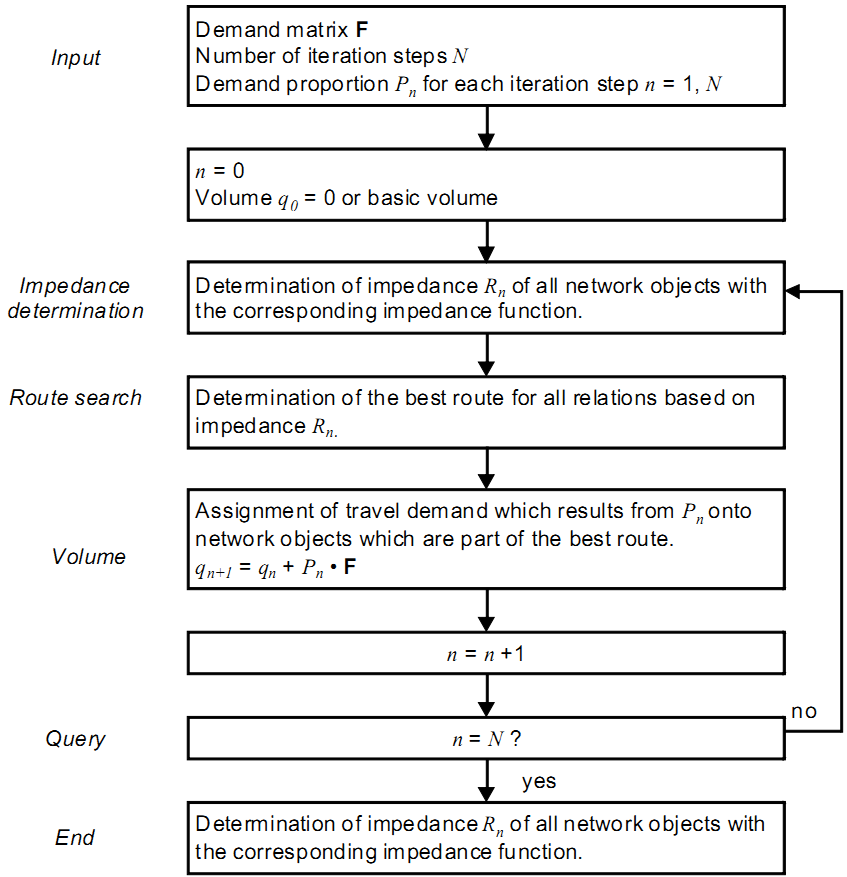 Input
Demand matrix F
Number of iteration steps N
Demand proportion Pn for each iteration step n = 1, N
n = 0
Volume q0 = 0 or basic volume
Impedance
determination
Determination of impedance Rn of all network objects with
the corresponding impedance function.
Route search
Determination of the best route for all relations based on
impedance Rn.
Volume
Assignment of travel demand which results from Pn onto
network objects which are part of the best route.
qn+1 = qn + Pn • F
n = n +1
no
Query
n = N ?
yes
End
Determination of impedance Rn of all network objects with
the corresponding impedance function.